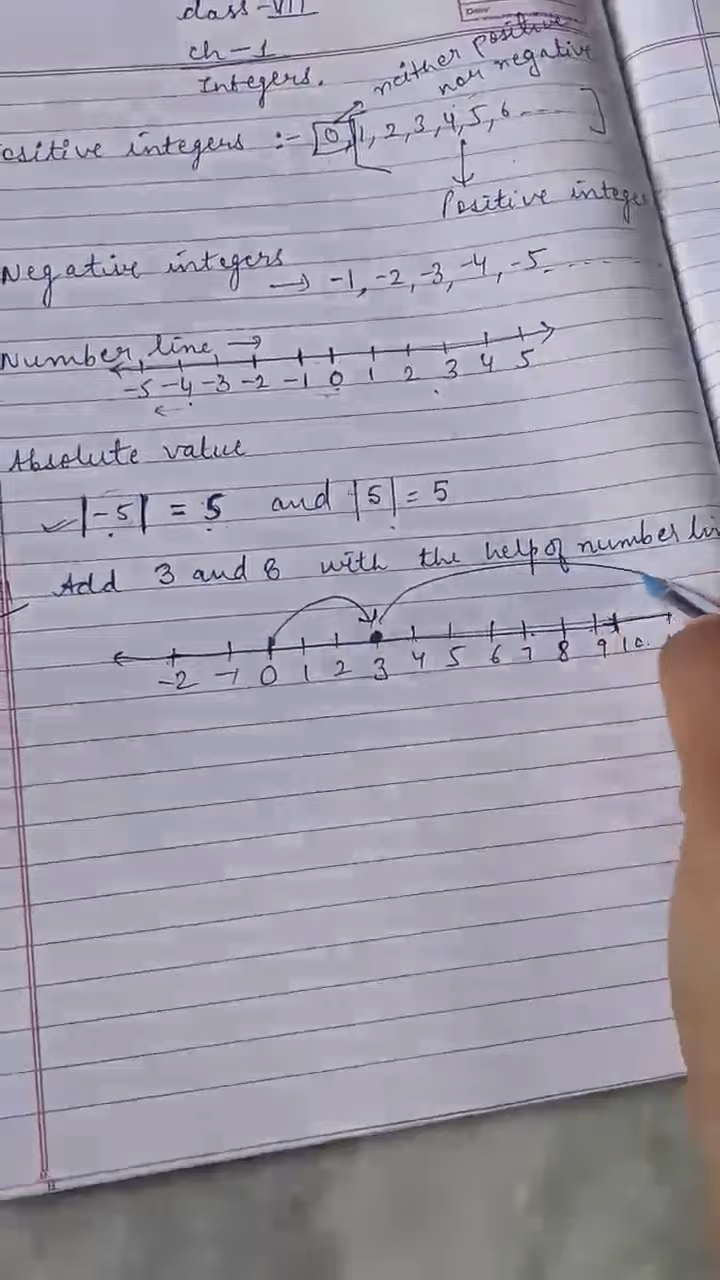 class - VII
Date
ch - 1
Integers.
neither positive
nor negative
ositive integers :- [0, 1, 2, 3, 4, 5, 6 ------]
Positive intege
Negative integers
→ -1, -2, -3, -4, -5. ------
Number line →
-5 -4 -3 -2 -1 0 1 2 3 4 5
Absolute value
|-5| = 5 and |5| = 5
Add 3 and 8 with the help of number li
-2 -1 0 1 2 3 4 5 6 7 8 9 10.